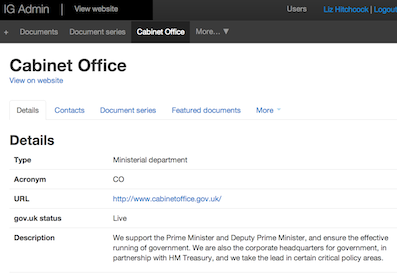 IG Admin View website Users Liz Hitchcock | Logout
+ Documents Document series Cabinet Office More... ▼
Cabinet Office
View on website
Details Contacts Document series Featured documents More
Details
Type Ministerial department
Acronym CO
URL http://www.cabinetoffice.gov.uk/
gov.uk status Live
Description We support the Prime Minister and Deputy Prime Minister, and ensure the effective
running of government. We are also the corporate headquarters for government, in
partnership with HM Treasury, and we take the lead in certain critical policy areas.